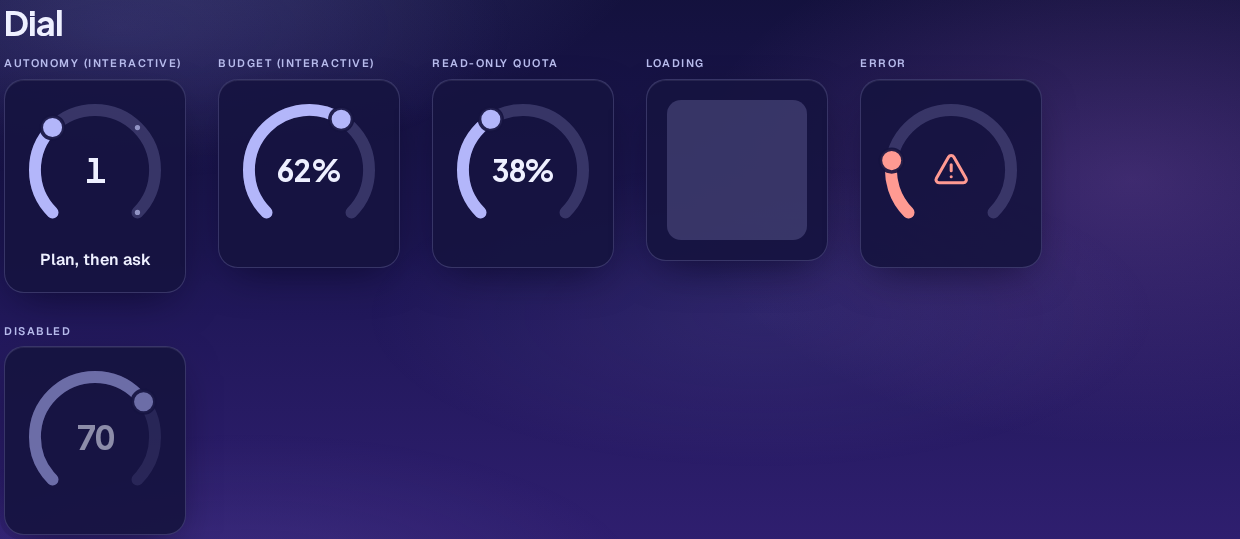 Dial
AUTONOMY (INTERACTIVE)
BUDGET (INTERACTIVE)
READ-ONLY QUOTA
LOADING
ERROR
1
62%
38%
Plan, then ask
DISABLED
70